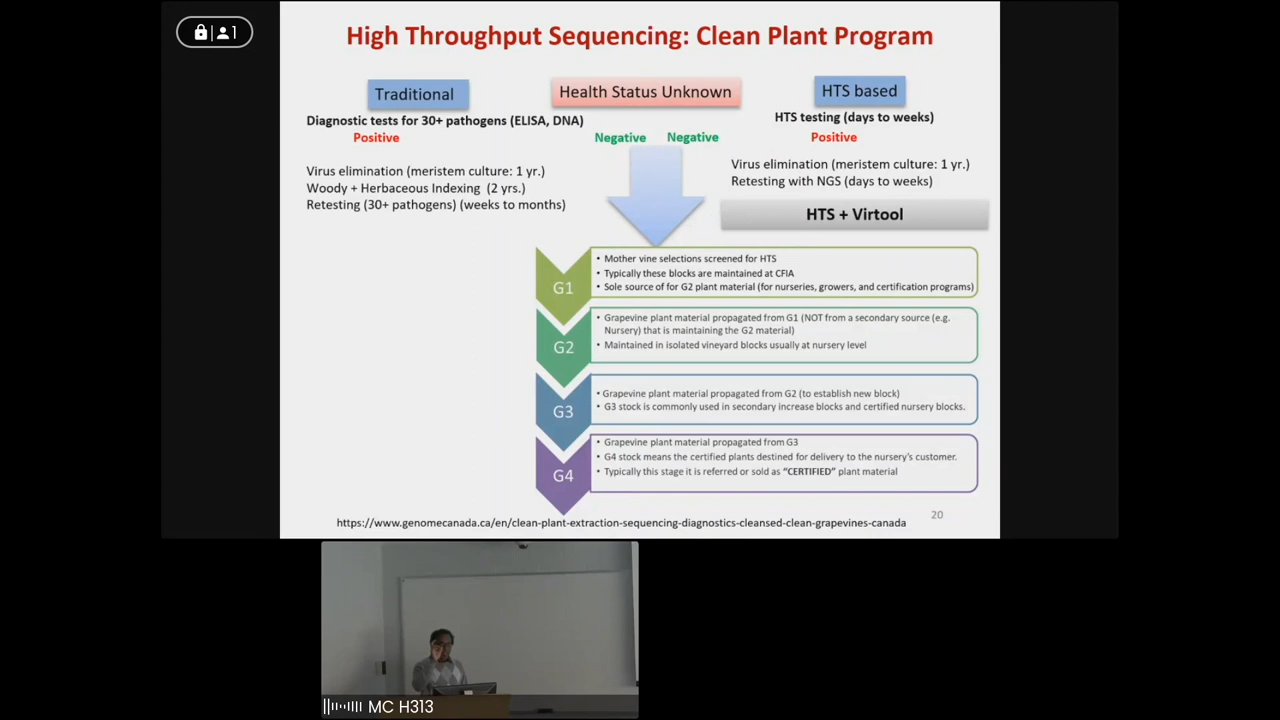 1
High Throughput Sequencing: Clean Plant Program
Traditional
Health Status Unknown
HTS based
Diagnostic tests for 30+ pathogens (ELISA, DNA)
HTS testing (days to weeks)
Positive
Negative
Negative
Positive
Virus elimination (meristem culture: 1 yr.)
Woody + Herbaceous Indexing (2 yrs.)
Retesting (30+ pathogens) (weeks to months)
Virus elimination (meristem culture: 1 yr.)
Retesting with NGS (days to weeks)
HTS + Virtool
G1
• Mother vine selections screened for HTS
• Typically these blocks are maintained at CFIA
• Sole source of for G2 plant material (for nurseries, growers, and certification programs)
G2
• Grapevine plant material propagated from G1 (NOT from a secondary source (e.g.
Nursery) that is maintaining the G2 material)
• Maintained in isolated vineyard blocks usually at nursery level
G3
• Grapevine plant material propagated from G2 (to establish new block)
• G3 stock is commonly used in secondary increase blocks and certified nursery blocks.
G4
• Grapevine plant material propagated from G3
• G4 stock means the certified plants destined for delivery to the nursery's customer.
• Typically this stage it is referred or sold as "CERTIFIED" plant material
20
https://www.genomecanada.ca/en/clean-plant-extraction-sequencing-diagnostics-cleansed-clean-grapevines-canada
MC H313